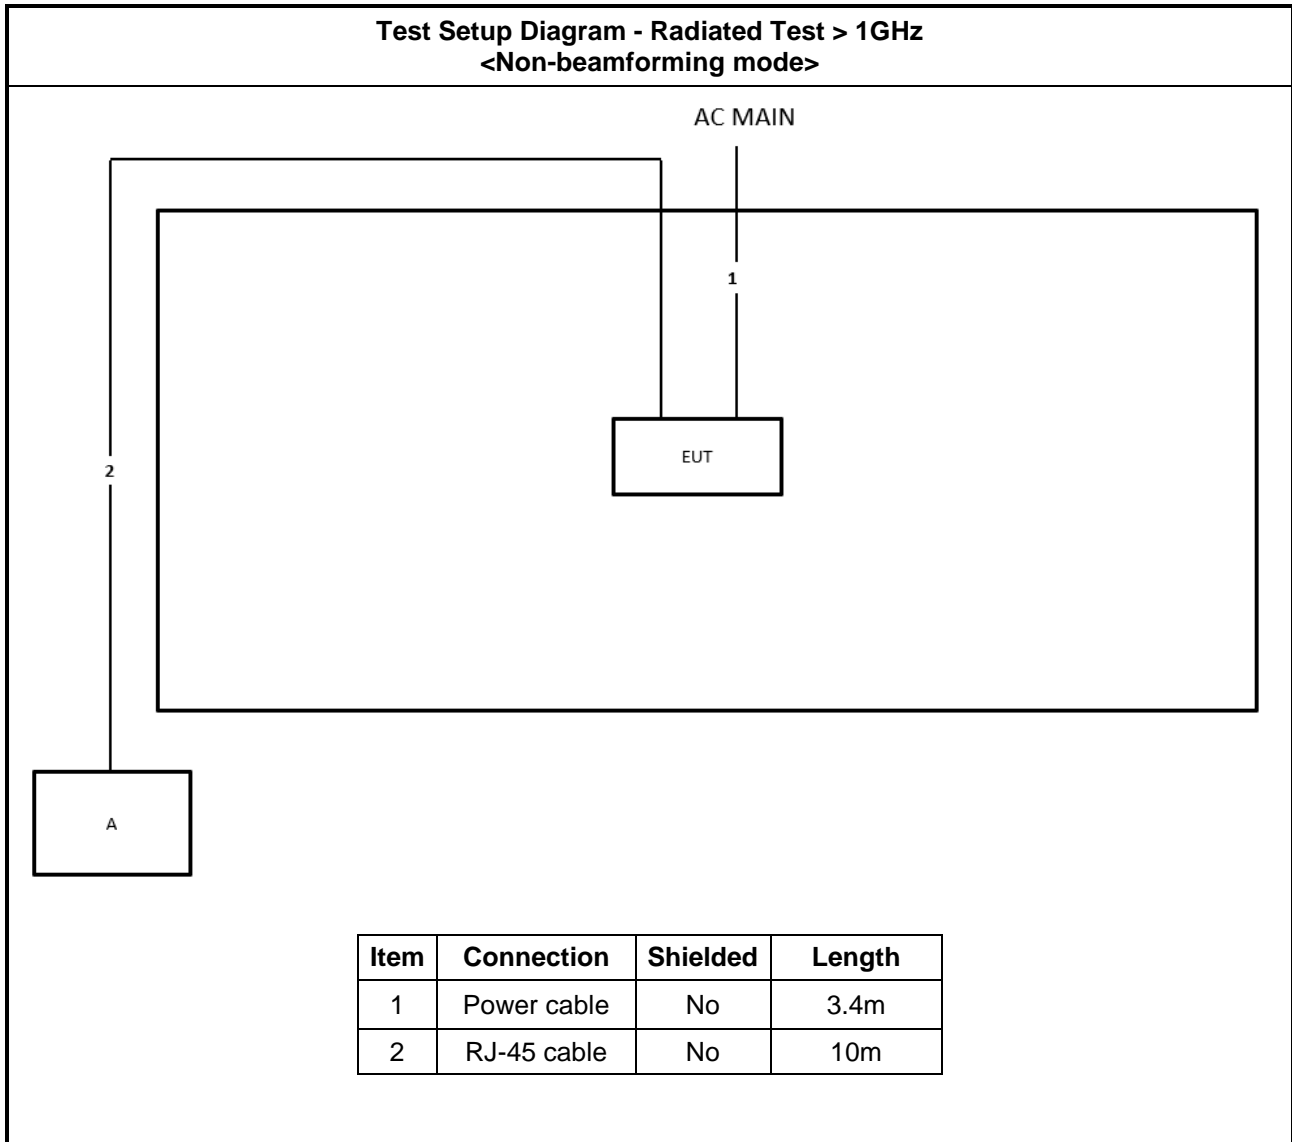 Test Setup Diagram - Radiated Test > 1GHz
<Non-beamforming mode>
AC MAIN
1
EUT
2
A
Item Connection Shielded Length
1 Power cable No 3.4m
2 RJ-45 cable No 10m